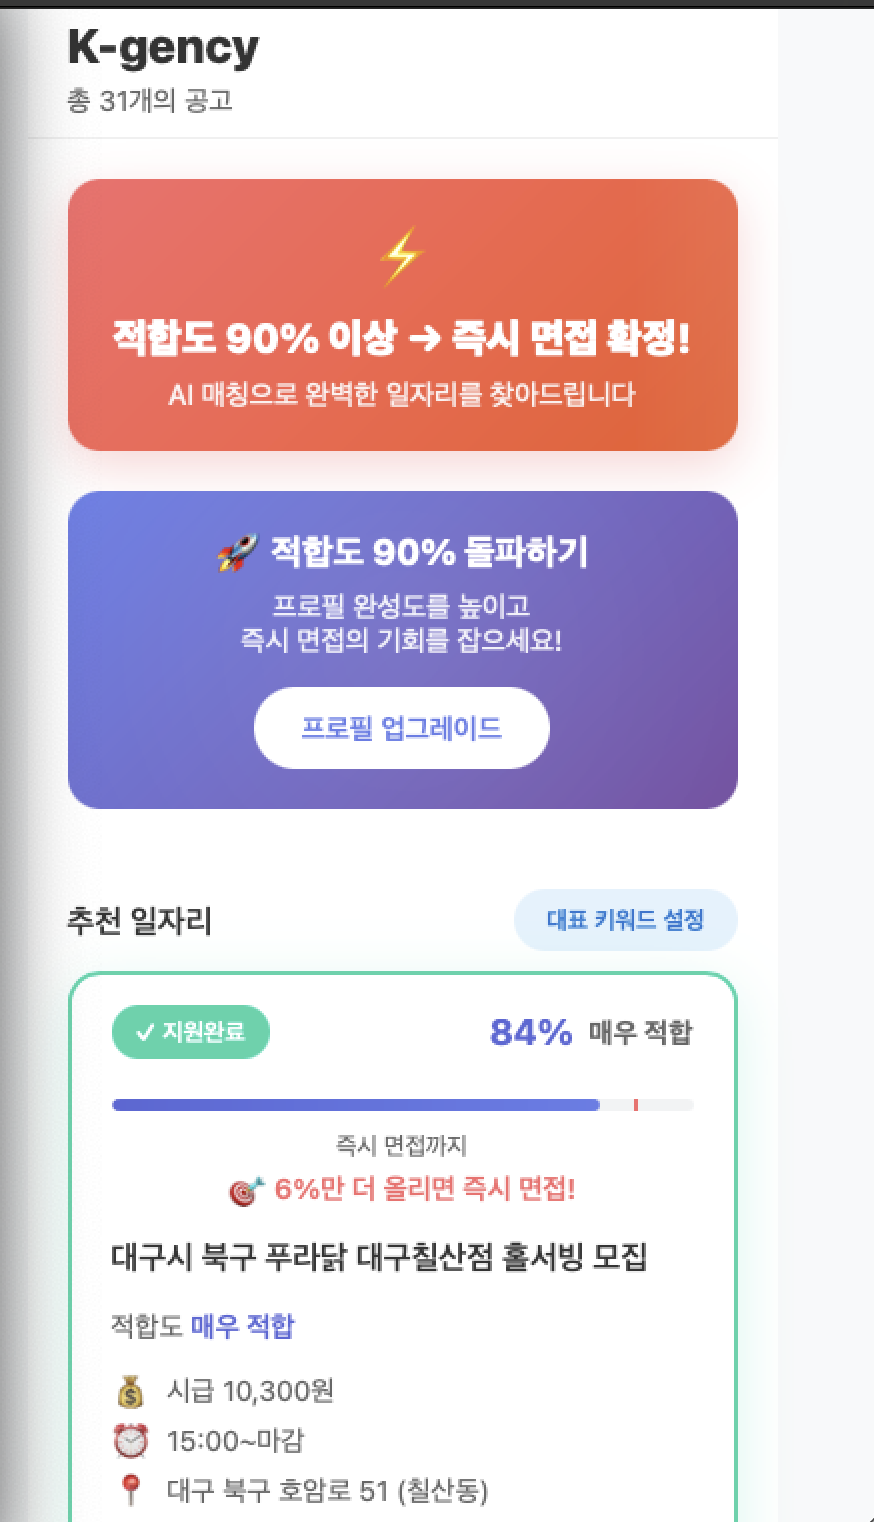 K-gency
총 31개의 공고
적합도 90% 이상 → 즉시 면접 확정!
AI 매칭으로 완벽한 일자리를 찾아드립니다
🚀 적합도 90% 돌파하기
프로필 완성도를 높이고
즉시 면접의 기회를 잡으세요!
프로필 업그레이드
추천 일자리
대표 키워드 설정
✓ 지원완료
84% 매우 적합
즉시 면접까지
🎯 6%만 더 올리면 즉시 면접!
대구시 북구 푸라닭 대구칠산점 홀서빙 모집
적합도 매우 적합
💰 시급 10,300원
⏰ 15:00~마감
📍 대구 북구 호암로 51 (칠산동)